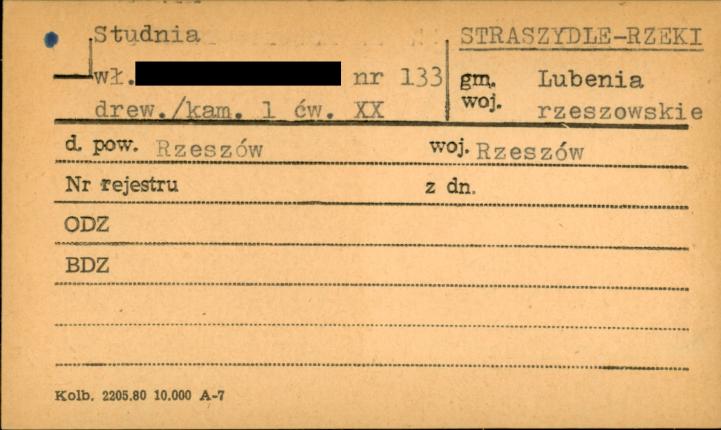 Studnia
STRASZYDLE-RZEKI
wł. nr 133
gm. Lubenia
drew./kam. 1 ćw. XX
woj. rzeszowskie
d. pow. Rzeszów woj. Rzeszów
Nr rejestru z dn.
ODZ
BDZ
Kolb. 2205.80 10.000 A-7